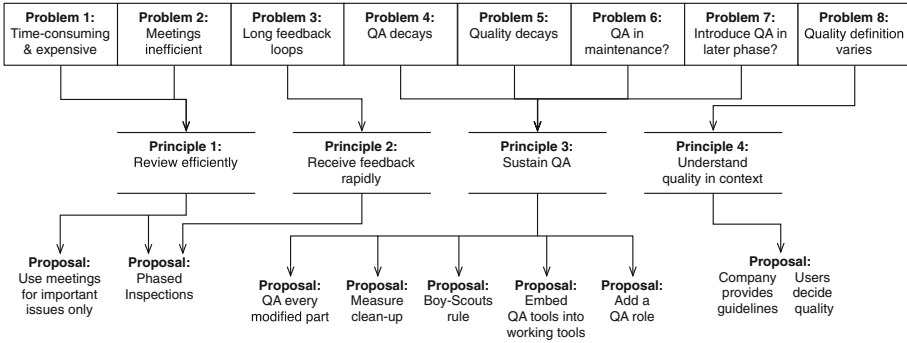 Problem 1:
Time-consuming
& expensive
Problem 2:
Meetings
inefficient
Problem 3:
Long feedback
loops
Problem 4:
QA decays
Problem 5:
Quality decays
Problem 6:
QA in
maintenance?
Problem 7:
Introduce QA in
later phase?
Problem 8:
Quality definition
varies
Principle 1:
Review efficiently
Principle 2:
Receive feedback
rapidly
Principle 3:
Sustain QA
Principle 4:
Understand
quality in context
Proposal:
Use meetings
for important
issues only
Proposal:
Phased
Inspections
Proposal:
QA every
modified part
Proposal:
Measure
clean-up
Proposal:
Boy-Scouts
rule
Proposal:
Embed
QA tools into
working tools
Proposal:
Add a
QA role
Proposal:
Company
provides
guidelines
Users
decide
quality